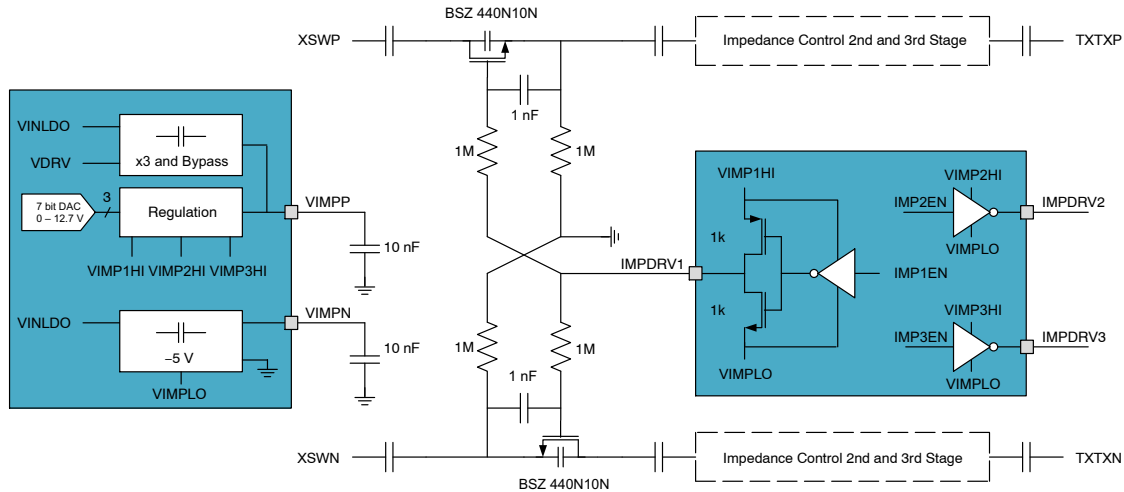 BSZ 440N10N
XSWP
Impedance Control 2nd and 3rd Stage
TXTXP
1 nF
VINLDO
VDRV
x3 and Bypass
7 bit DAC
0 – 12.7 V
3
Regulation
VIMPP
VIMP1HI VIMP2HI VIMP3HI
10 nF
VINLDO
–5 V
VIMPLO
VIMPN
10 nF
1M
1M
1M
1M
1 nF
IMPDRV1
VIMP1HI
1k
1k
VIMPLO
IMP1EN
VIMP2HI
IMP2EN
VIMPLO
IMPDRV2
VIMP3HI
IMP3EN
VIMPLO
IMPDRV3
XSWN
BSZ 440N10N
Impedance Control 2nd and 3rd Stage
TXTXN